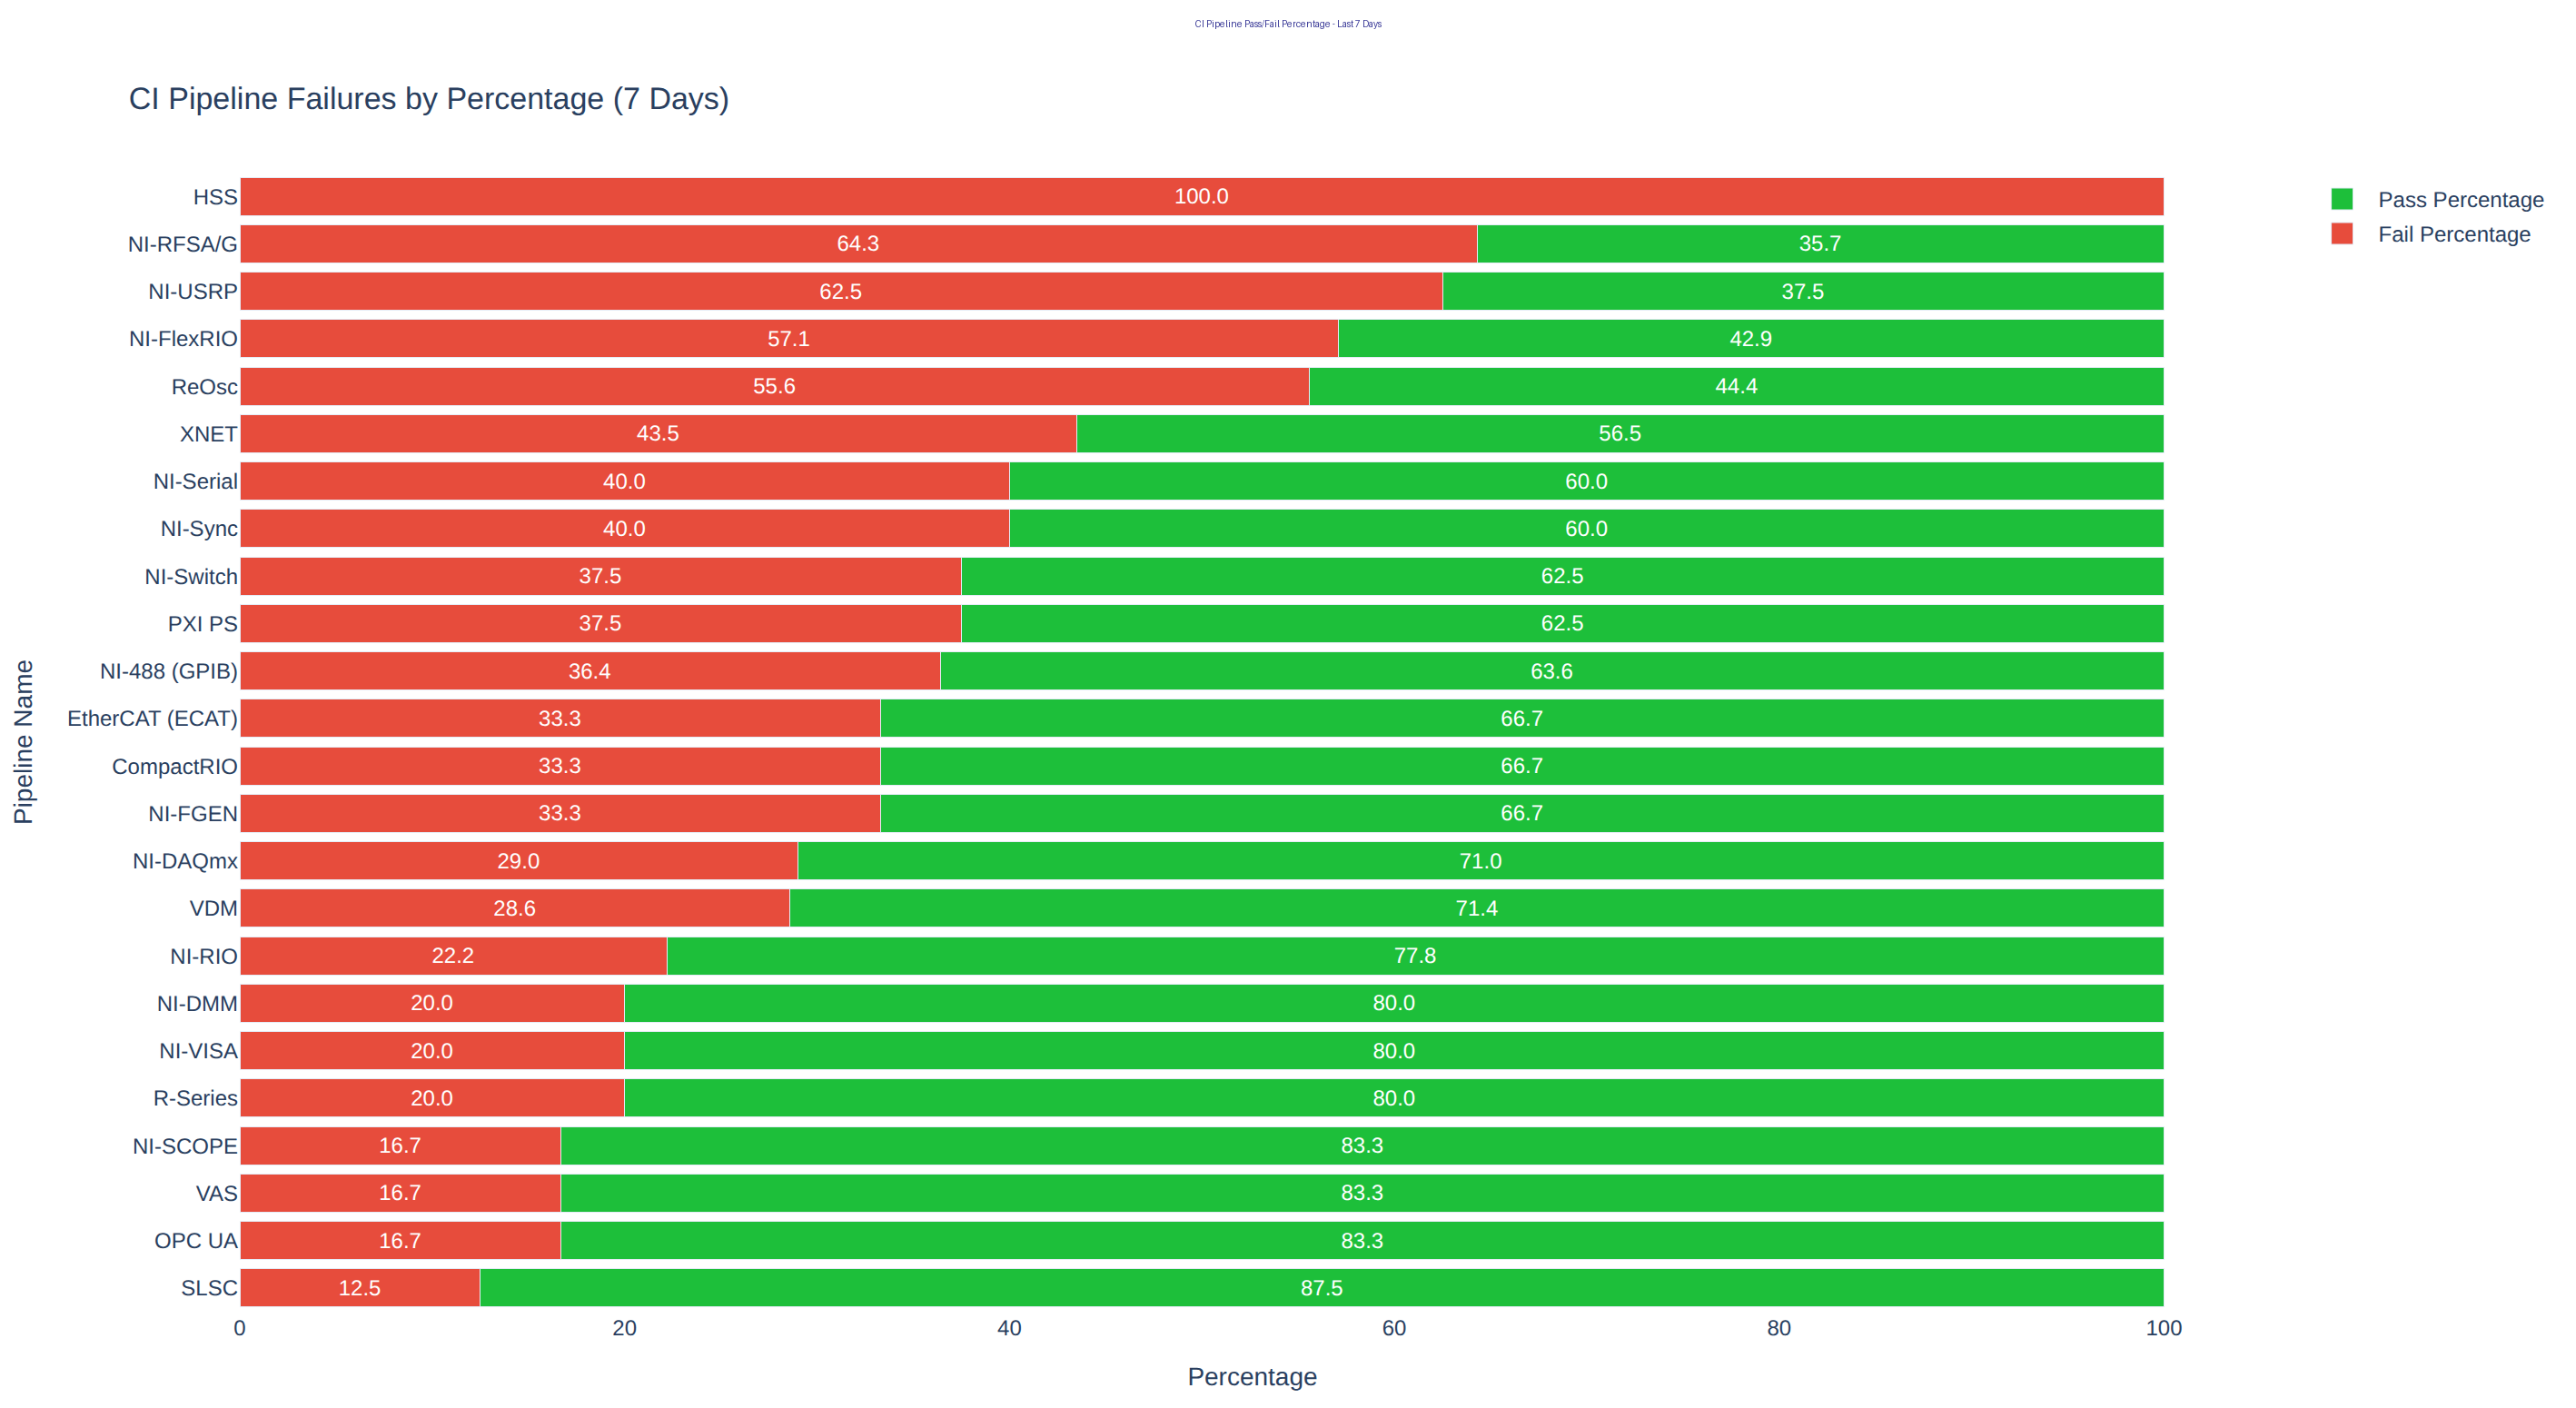 CI Pipeline Pass/Fail Percentage - Last 7 Days
CI Pipeline Failures by Percentage (7 Days)
HSS 100.0
NI-RFSA/G 64.3 35.7
NI-USRP 62.5 37.5
NI-FlexRIO 57.1 42.9
ReOsc 55.6 44.4
XNET 43.5 56.5
NI-Serial 40.0 60.0
NI-Sync 40.0 60.0
NI-Switch 37.5 62.5
PXI PS 37.5 62.5
NI-488 (GPIB) 36.4 63.6
EtherCAT (ECAT) 33.3 66.7
CompactRIO 33.3 66.7
NI-FGEN 33.3 66.7
NI-DAQmx 29.0 71.0
VDM 28.6 71.4
NI-RIO 22.2 77.8
NI-DMM 20.0 80.0
NI-VISA 20.0 80.0
R-Series 20.0 80.0
NI-SCOPE 16.7 83.3
VAS 16.7 83.3
OPC UA 16.7 83.3
SLSC 12.5 87.5
0 20 40 60 80 100
Percentage
Pipeline Name
Pass Percentage
Fail Percentage